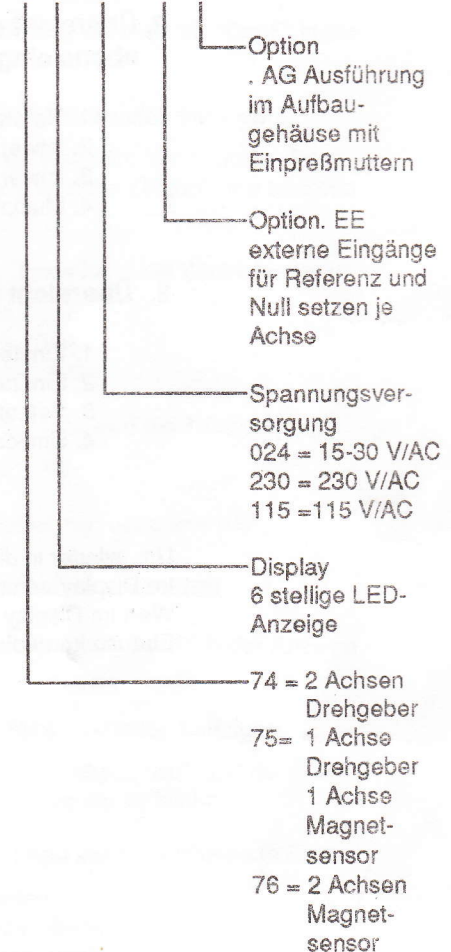 Option
. AG Ausführung
im Aufbau-
gehäuse mit
Einpreßmuttern
Option. EE
externe Eingänge
für Referenz und
Null setzen je
Achse
Spannungsver-
sorgung
024 = 15-30 V/AC
230 = 230 V/AC
115 =115 V/AC
Display
6 stellige LED-
Anzeige
74 = 2 Achsen
Drehgeber
75= 1 Achse
Drehgeber
1 Achse
Magnet-
sensor
76 = 2 Achsen
Magnet-
sensor